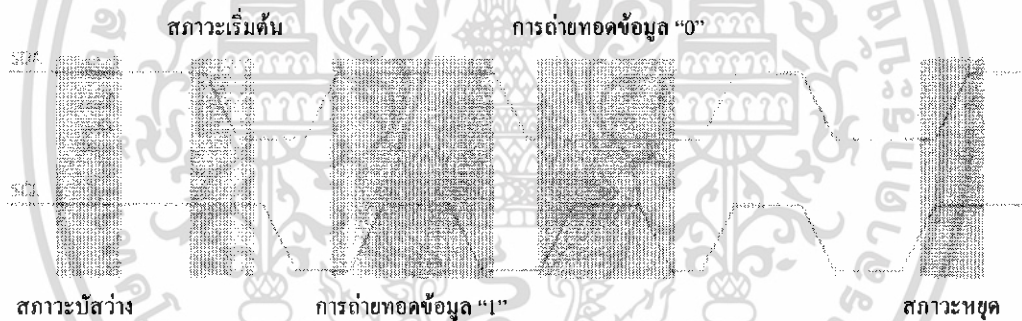 สภาวะเริ่มต้น
การถ่ายทอดข้อมูล “0”
SDA
SCL
สภาวะบัสว่าง
การถ่ายทอดข้อมูล “1”
สภาวะหยุด